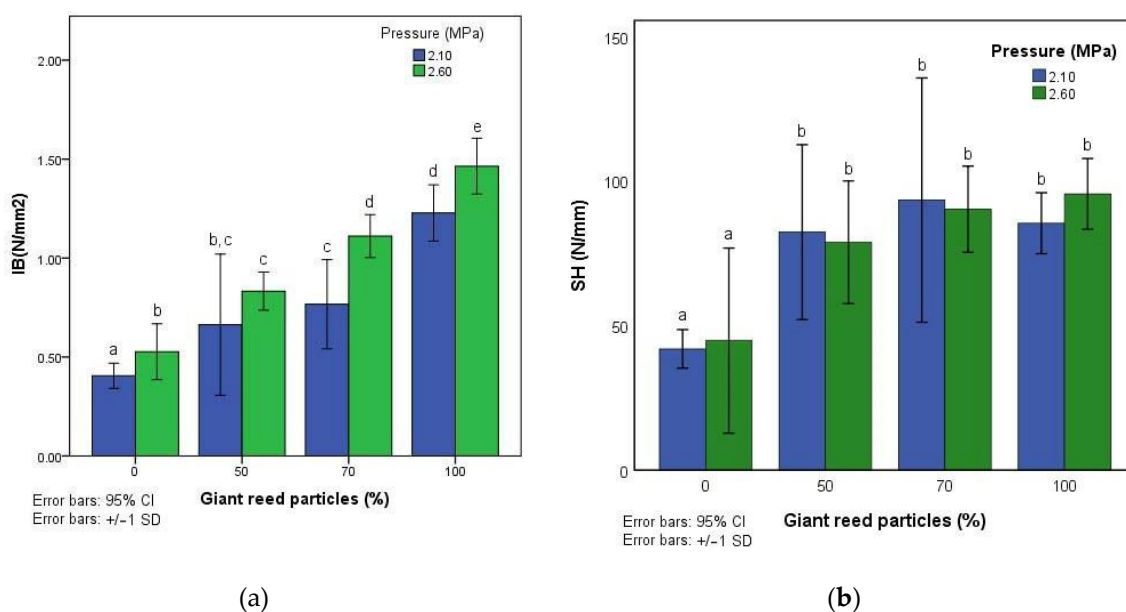 Pressure (MPa)
2.10
2.60
2.00
1.50
1.00
0.50
0.00
IB(N/mm2)
a
b
b,c
c
c
d
d
e
0
50
70
100
Giant reed particles (%)
Error bars: 95% CI
Error bars: +/−1 SD
(a)
Pressure (MPa)
2.10
2.60
150
100
50
0
SH (N/mm)
a
a
b
b
b
b
b
b
0
50
70
100
Giant reed particles (%)
Error bars: 95% CI
Error bars: +/−1 SD
(b)